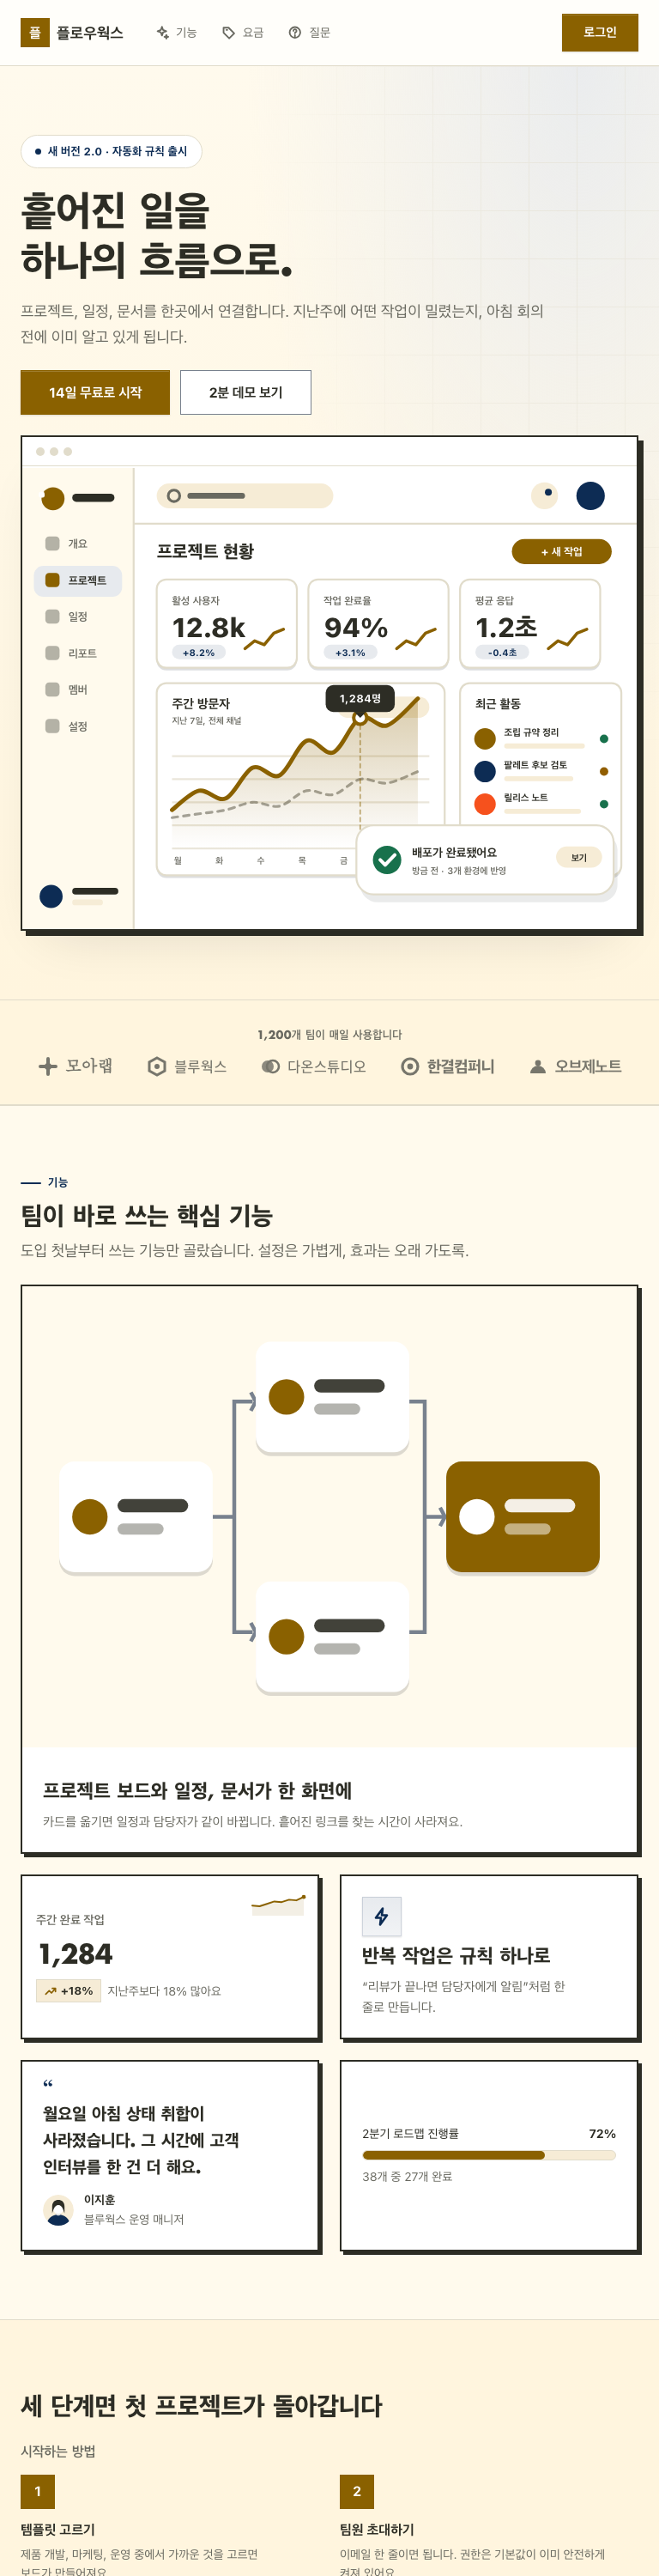 플 플로우웍스 기능 요금 질문 로그인
새 버전 2.0 · 자동화 규칙 출시
흩어진 일을
하나의 흐름으로.
프로젝트, 일정, 문서를 한곳에서 연결합니다. 지난주에 어떤 작업이 밀렸는지, 아침 회의
전에 이미 알고 있게 됩니다.
14일 무료로 시작 2분 데모 보기
개요
프로젝트
일정
리포트
멤버
설정
프로젝트 현황 + 새 작업
활성 사용자
12.8k
+8.2%
작업 완료율
94%
+3.1%
평균 응답
1.2초
-0.4초
주간 방문자
지난 7일, 전체 채널
1,284명
월 화 수 목 금
최근 활동
조립 규약 정리
팔레트 후보 검토
릴리스 노트
배포가 완료됐어요
방금 전 · 3개 환경에 반영
보기
1,200개 팀이 매일 사용합니다
모아랩 블루웍스 다온스튜디오 한결컴퍼니 오브제노트
기능
팀이 바로 쓰는 핵심 기능
도입 첫날부터 쓰는 기능만 골랐습니다. 설정은 가볍게, 효과는 오래 가도록.
프로젝트 보드와 일정, 문서가 한 화면에
카드를 옮기면 일정과 담당자가 같이 바뀝니다. 흩어진 링크를 찾는 시간이 사라져요.
주간 완료 작업
1,284
+18% 지난주보다 18% 많아요
반복 작업은 규칙 하나로
“리뷰가 끝나면 담당자에게 알림”처럼 한
줄로 만듭니다.
“
월요일 아침 상태 취합이
사라졌습니다. 그 시간에 고객
인터뷰를 한 건 더 해요.
이지훈
블루웍스 운영 매니저
2분기 로드맵 진행률 72%
38개 중 27개 완료
세 단계면 첫 프로젝트가 돌아갑니다
시작하는 방법
1
템플릿 고르기
제품 개발, 마케팅, 운영 중에서 가까운 것을 고르면
보드가 만들어져요.
2
팀원 초대하기
이메일 한 줄이면 됩니다. 권한은 기본값이 이미 안전하게
켜져 있어요.